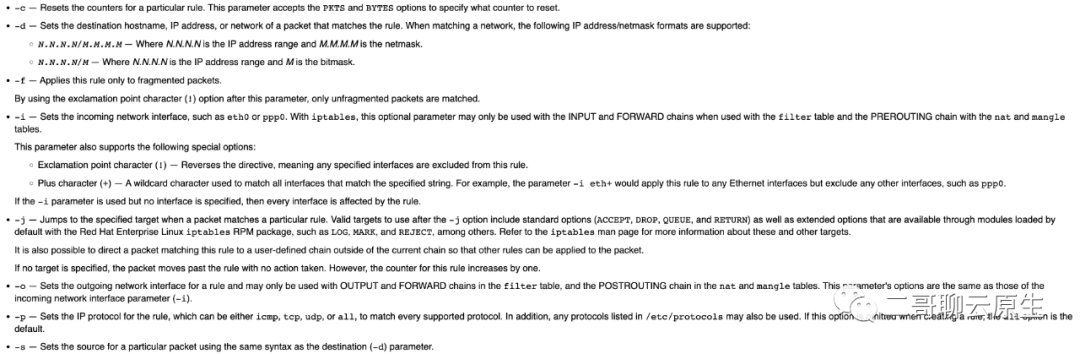 • -c — Resets the counters for a particular rule. This parameter accepts the PKTS and BYTES options to specify what counter to reset.
• -d — Sets the destination hostname, IP address, or network of a packet that matches the rule. When matching a network, the following IP address/netmask formats are supported:
○ N.N.N.N/M.M.M.M — Where N.N.N.N is the IP address range and M.M.M.M is the netmask.
○ N.N.N.N/M — Where N.N.N.N is the IP address range and M is the bitmask.
• -f — Applies this rule only to fragmented packets.
By using the exclamation point character (!) option after this parameter, only unfragmented packets are matched.
• -i — Sets the incoming network interface, such as eth0 or ppp0. With iptables, this optional parameter may only be used with the INPUT and FORWARD chains when used with the filter table and the PREROUTING chain with the nat and mangle
tables.
This parameter also supports the following special options:
○ Exclamation point character (!) — Reverses the directive, meaning any specified interfaces are excluded from this rule.
○ Plus character (+) — A wildcard character used to match all interfaces that match the specified string. For example, the parameter -i eth+ would apply this rule to any Ethernet interfaces but exclude any other interfaces, such as ppp0.
If the -i parameter is used but no interface is specified, then every interface is affected by the rule.
• -j — Jumps to the specified target when a packet matches a particular rule. Valid targets to use after the -j option include standard options (ACCEPT, DROP, QUEUE, and RETURN) as well as extended options that are available through modules loaded by
default with the Red Hat Enterprise Linux iptables RPM package, such as LOG, MARK, and REJECT, among others. Refer to the iptables man page for more information about these and other targets.
It is also possible to direct a packet matching this rule to a user-defined chain outside of the current chain so that other rules can be applied to the packet.
If no target is specified, the packet moves past the rule with no action taken. However, the counter for this rule increases by one.
• -o — Sets the outgoing network interface for a rule and may only be used with OUTPUT and FORWARD chains in the filter table, and the POSTROUTING chain in the nat and mangle tables. This parameter's options are the same as those of the
incoming network interface parameter (-i).
• -p — Sets the IP protocol for the rule, which can be either icmp, tcp, udp, or all, to match every supported protocol. In addition, any protocols listed in /etc/protocols may also be used. If this option is omitted when creating a rule, the all option is the
default.
• -s — Sets the source for a particular packet using the same syntax as the destination (-d) parameter.
二哥聊云原生